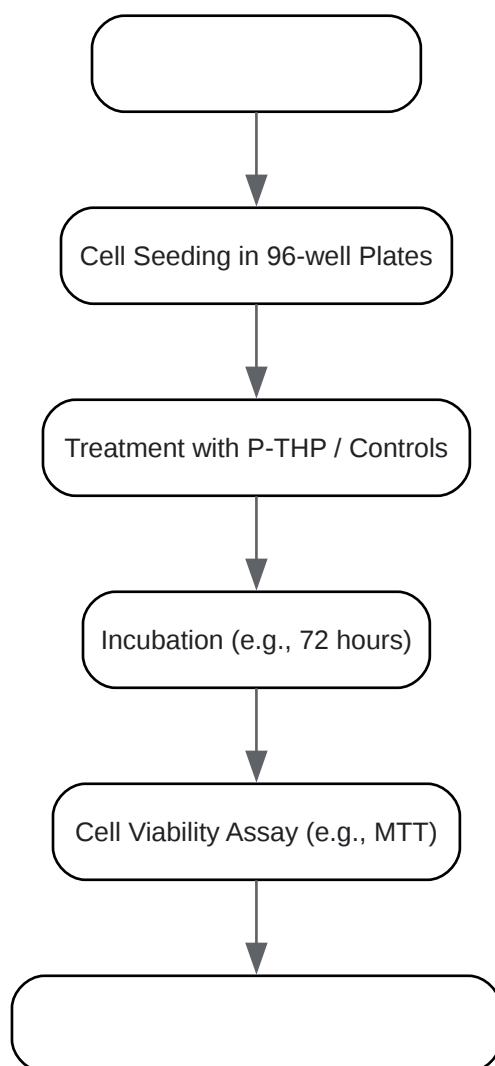 Cell Seeding in 96-well Plates
Treatment with P-THP / Controls
Incubation (e.g., 72 hours)
Cell Viability Assay (e.g., MTT)